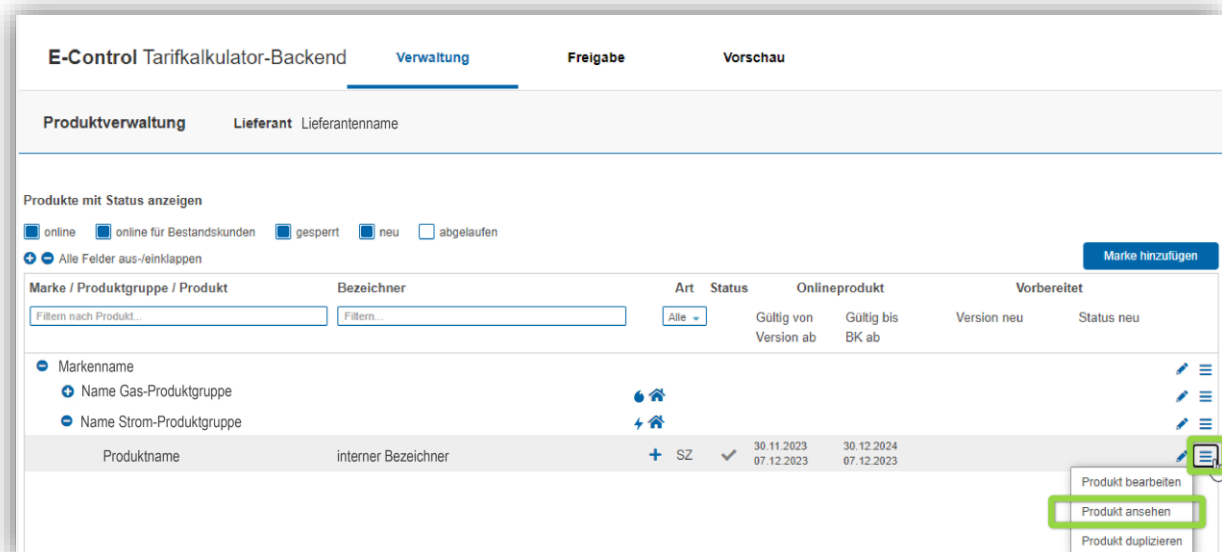 E-Control Tarifkalkulator-Backend Verwaltung Freigabe Vorschau
Produktverwaltung Lieferant Lieferantenname
Produkte mit Status anzeigen
online online für Bestandskunden gesperrt neu abgelaufen
Alle Felder aus-/einklappen Marke hinzufügen
Marke / Produktgruppe / Produkt Bezeichner Art Status Onlineprodukt Vorbereitet
Filtern nach Produkt... Filtern... Alle Gültig von Gültig bis Version neu Status neu
Version ab BK ab
Markenname
Name Gas-Produktgruppe
Name Strom-Produktgruppe
Produktname interner Bezeichner SZ 30.11.2023 30.12.2024
07.12.2023 07.12.2023
Produkt bearbeiten
Produkt ansehen
Produkt duplizieren